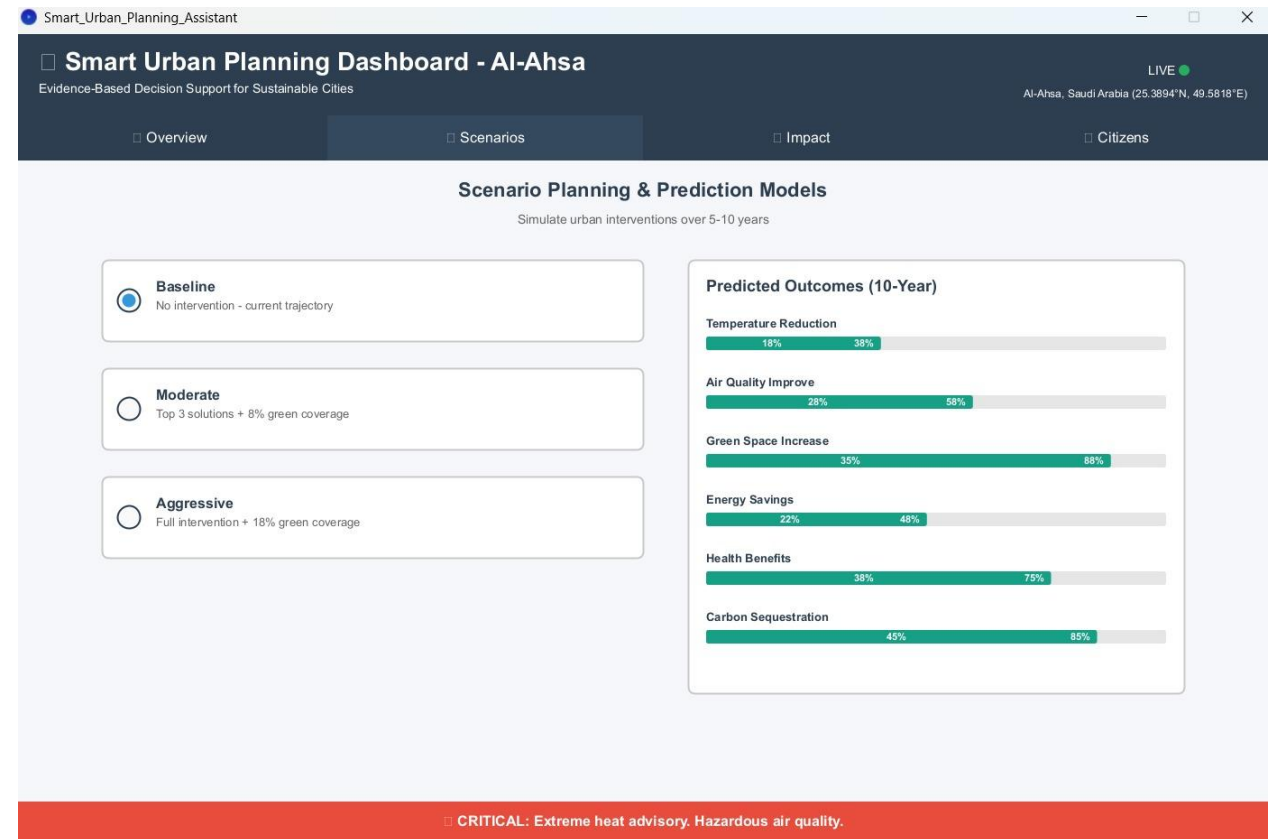 Smart_Urban_Planning_Assistant
Smart Urban Planning Dashboard - Al-Ahsa
Evidence-Based Decision Support for Sustainable Cities
LIVE
Al-Ahsa, Saudi Arabia (25.3894°N, 49.5818°E)
Overview
Scenarios
Impact
Citizens
Scenario Planning & Prediction Models
Simulate urban interventions over 5-10 years
Baseline
No intervention - current trajectory
Moderate
Top 3 solutions + 8% green coverage
Aggressive
Full intervention + 18% green coverage
Predicted Outcomes (10-Year)
Temperature Reduction
18% 38%
Air Quality Improve
28% 58%
Green Space Increase
35% 88%
Energy Savings
22% 48%
Health Benefits
38% 75%
Carbon Sequestration
45% 85%
CRITICAL: Extreme heat advisory. Hazardous air quality.